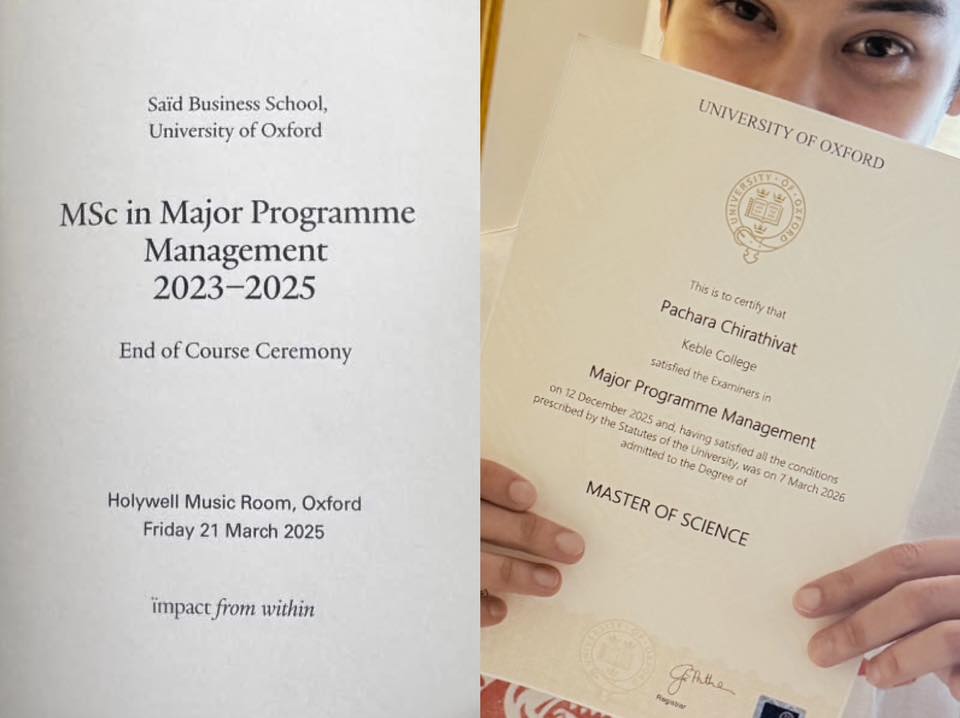 Saïd Business School,
University of Oxford
MSc in Major Programme
Management
2023–2025
End of Course Ceremony
Holywell Music Room, Oxford
Friday 21 March 2025
ïmpact from within
UNIVERSITY OF OXFORD
UNIVERSITY · OF · OXFORD
This is to certify that
Pachara Chirathivat
Keble College
satisfied the Examiners in
Major Programme Management
on 12 December 2025 and, having satisfied all the conditions
prescribed by the Statutes of the University, was on 7 March 2026
admitted to the Degree of
MASTER OF SCIENCE
Registrar